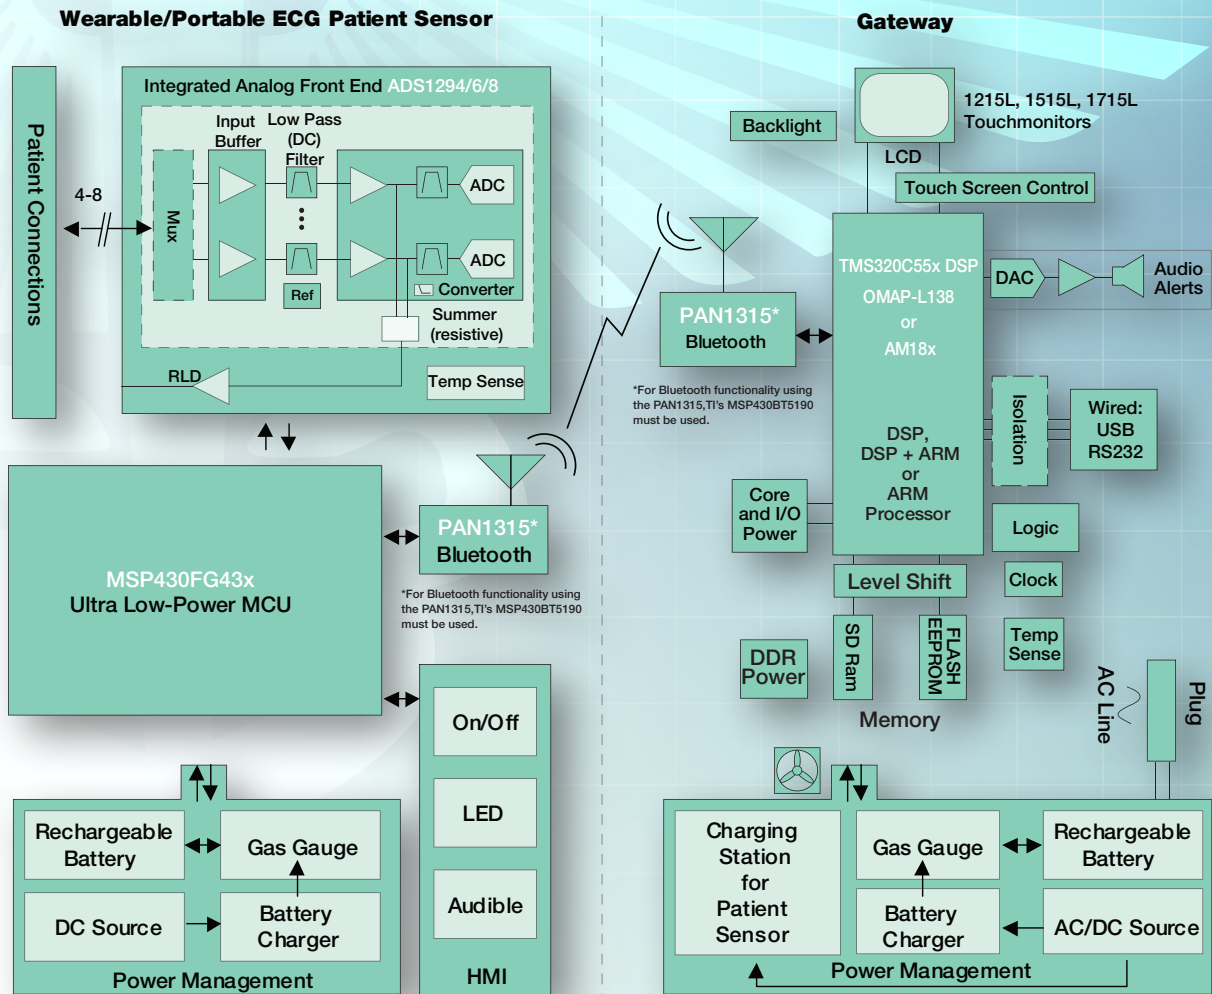 Wearable/Portable ECG Patient Sensor
Patient Connections
4-8
Integrated Analog Front End ADS1294/6/8
Input
Buffer
Low Pass
(DC)
Filter
Mux
ADC
ADC
Ref
Converter
Summer
(resistive)
RLD
Temp Sense
MSP430FG43x
Ultra Low-Power MCU
PAN1315*
Bluetooth
*For Bluetooth functionality using
the PAN1315,TI's MSP430BT5190
must be used.
On/Off
LED
Audible
HMI
Rechargeable
Battery
Gas Gauge
DC Source
Battery
Charger
Power Management
Gateway
1215L, 1515L, 1715L
Touchmonitors
Backlight
LCD
Touch Screen Control
TMS320C55x DSP
OMAP-L138
or
AM18x
DSP,
DSP + ARM
or
ARM
Processor
DAC
Audio
Alerts
PAN1315*
Bluetooth
*For Bluetooth functionality using
the PAN1315,TI's MSP430BT5190
must be used.
Isolation
Wired:
USB
RS232
Core
and I/O
Power
Logic
Level Shift
Clock
SD Ram
FLASH
EEPROM
Temp
Sense
DDR
Power
Memory
AC Line
Plug
Charging
Station
for
Patient
Sensor
Gas Gauge
Rechargeable
Battery
Battery
Charger
AC/DC Source
Power Management